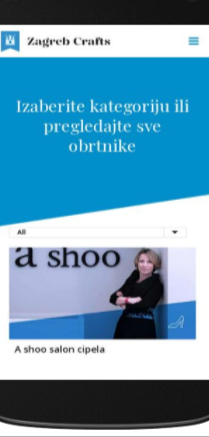 Zagreb Crafts
Izaberite kategoriju ili
pregledajte sve
obrtnike
All
a shoo
A shoo salon cipela